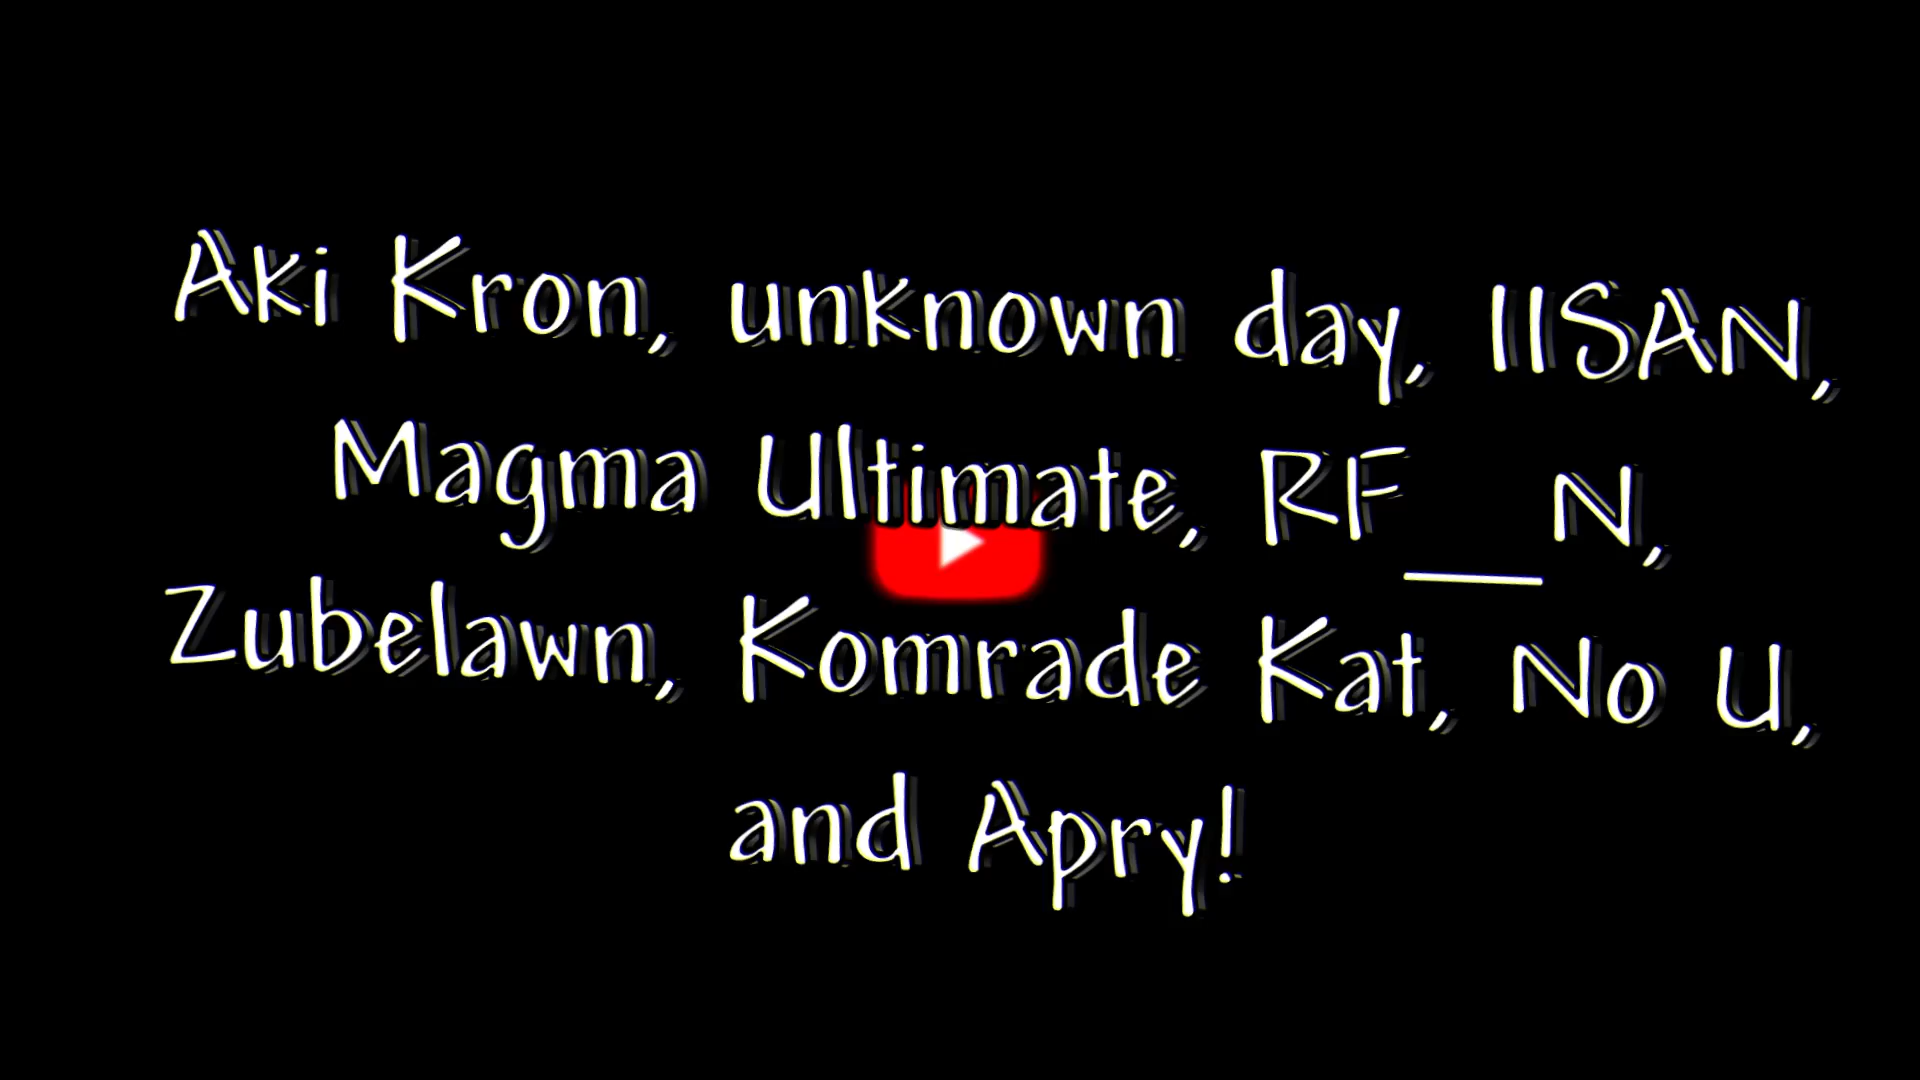 Aki Kron, unknown day, IISAN,
Magma Ultimate, RF__N,
Zubelawn, Komrade Kat, No U,
and Apry!